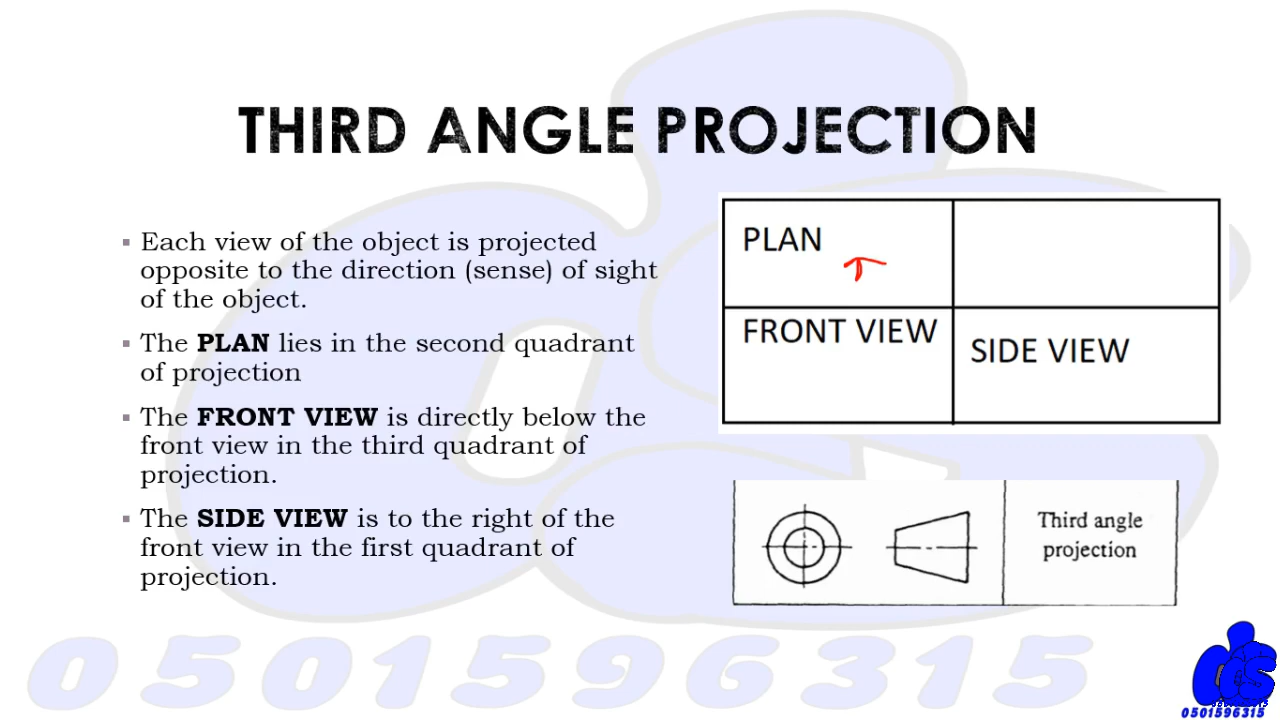 THIRD ANGLE PROJECTION
▪ Each view of the object is projected
opposite to the direction (sense) of sight
of the object.
▪ The PLAN lies in the second quadrant
of projection
▪ The FRONT VIEW is directly below the
front view in the third quadrant of
projection.
▪ The SIDE VIEW is to the right of the
front view in the first quadrant of
projection.
PLAN
FRONT VIEW
SIDE VIEW
Third angle
projection
0501596315
0501596315